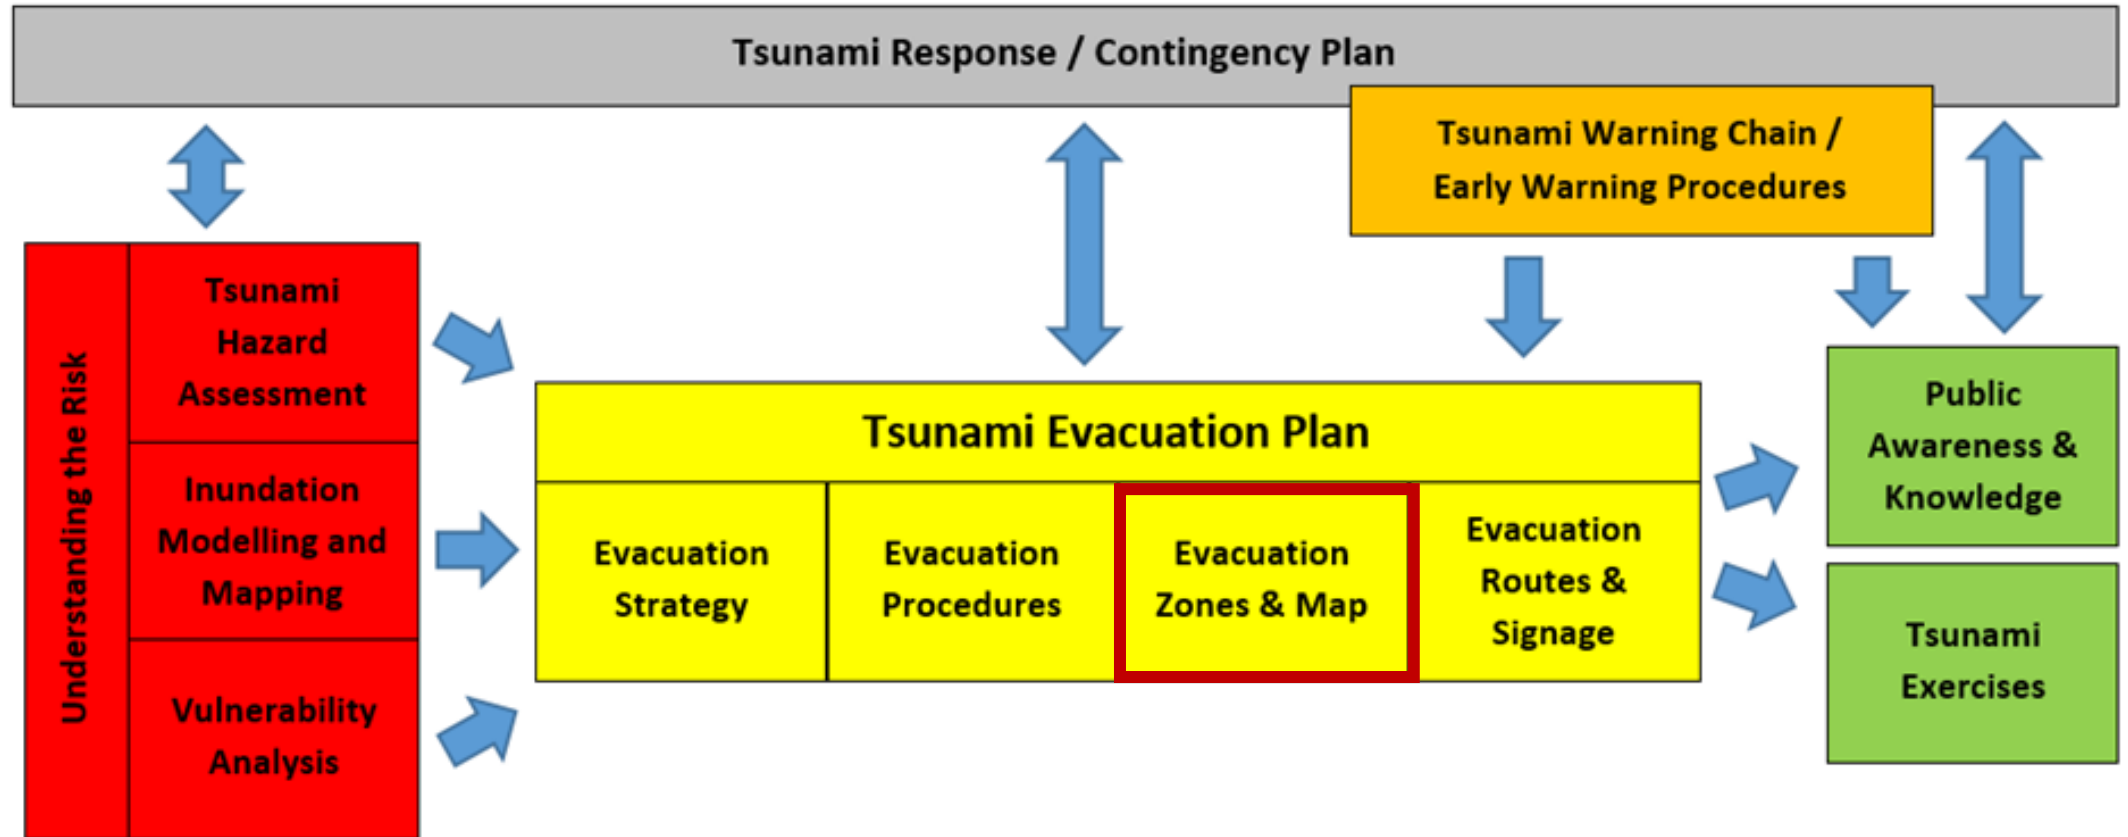 Tsunami Response / Contingency Plan
Tsunami Warning Chain /
Early Warning Procedures
Understanding the Risk
Tsunami
Hazard
Assessment
Inundation
Modelling and
Mapping
Vulnerability
Analysis
Tsunami Evacuation Plan
Evacuation
Strategy
Evacuation
Procedures
Evacuation
Zones & Map
Evacuation
Routes &
Signage
Public
Awareness &
Knowledge
Tsunami
Exercises